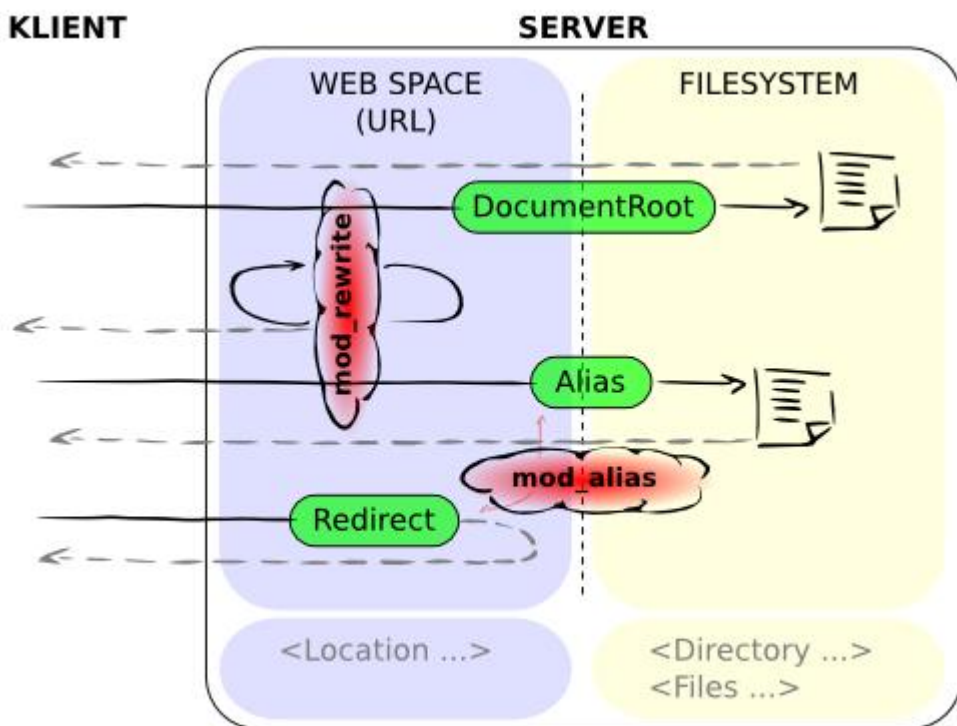 KLIENT
SERVER
WEB SPACE
(URL)
FILESYSTEM
DocumentRoot
mod_rewrite
Alias
mod_alias
Redirect
<Location ...>
<Directory ...>
<Files ...>